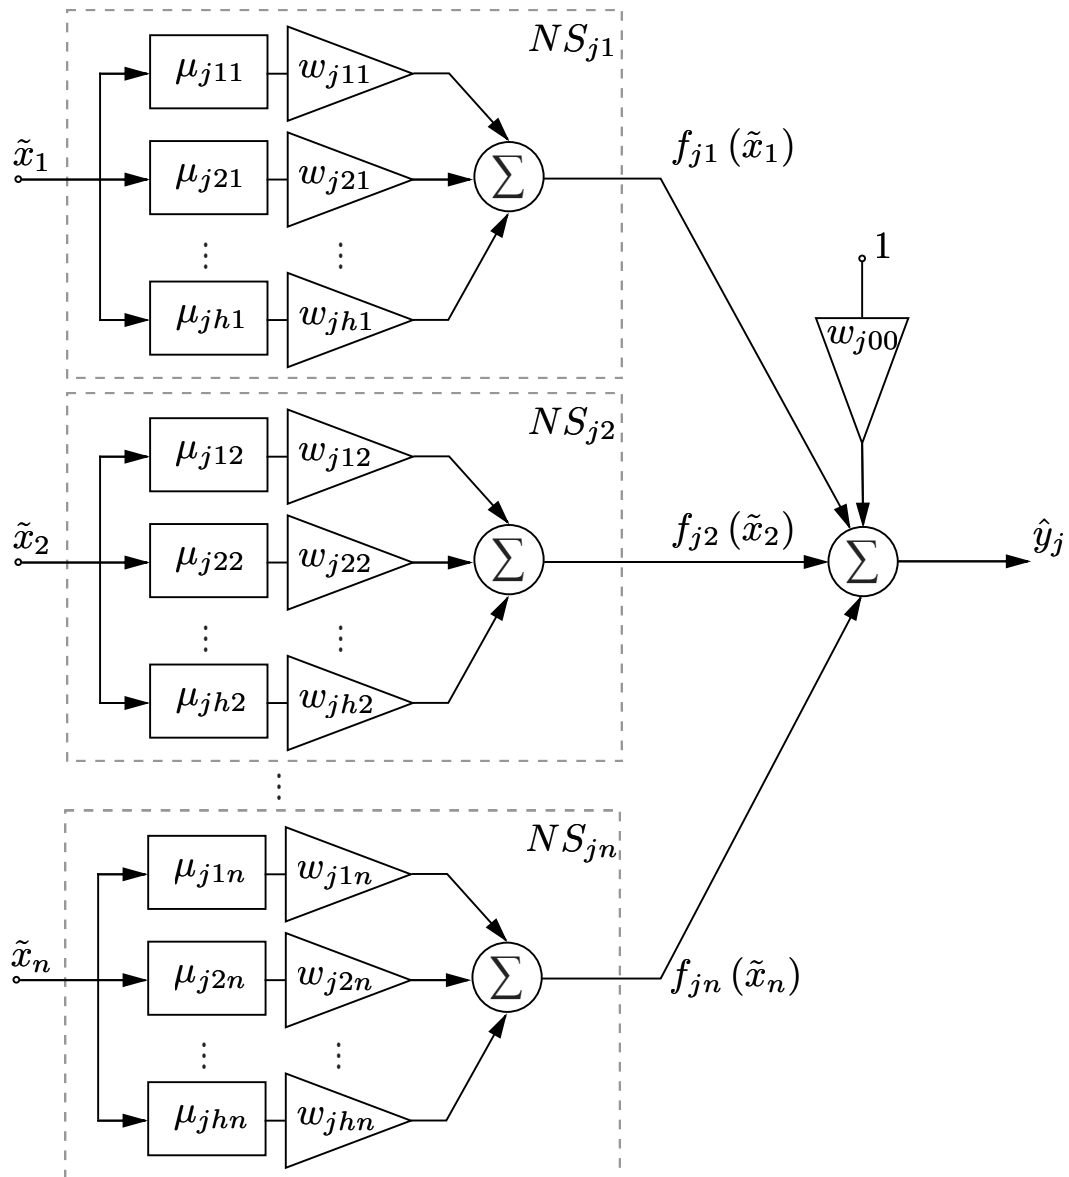 NS_{j1}
μ_{j11} w_{j11}
x̃_1
f_{j1}(x̃_1)
μ_{j21} w_{j21} Σ
⋮ ⋮
μ_{jh1} w_{jh1}
1
w_{j00}
NS_{j2}
μ_{j12} w_{j12}
x̃_2
f_{j2}(x̃_2)
μ_{j22} w_{j22} Σ
Σ
ŷ_j
⋮ ⋮
μ_{jh2} w_{jh2}
⋮
NS_{jn}
μ_{j1n} w_{j1n}
x̃_n
μ_{j2n} w_{j2n} Σ
f_{jn}(x̃_n)
⋮ ⋮
μ_{jhn} w_{jhn}